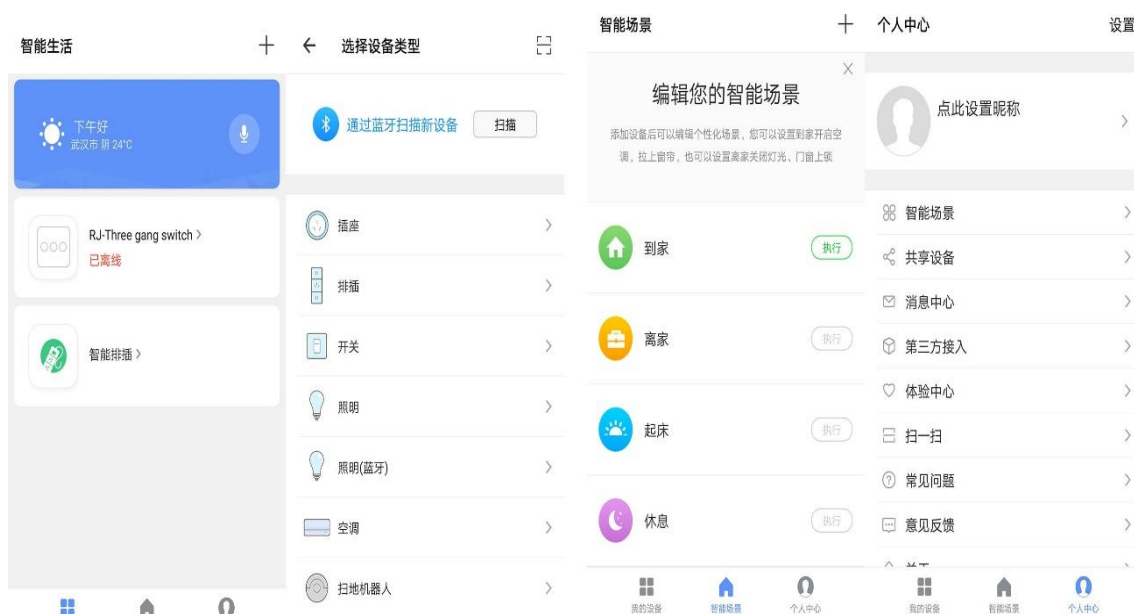 智能生活
下午好
武汉市 阴 24°C
RJ-Three gang switch
已离线
智能排插
选择设备类型
通过蓝牙扫描新设备
扫描
插座
排插
开关
照明
照明(蓝牙)
空调
扫地机器人
智能场景
编辑您的智能场景
添加设备后可以编辑个性化场景，您可以设置到家开启空
调，拉上窗帘，也可以设置离家关闭灯光、门窗上锁
到家
执行
离家
执行
起床
执行
休息
执行
我的设备
智能场景
个人中心
个人中心
设置
点此设置昵称
智能场景
共享设备
消息中心
第三方接入
体验中心
扫一扫
常见问题
意见反馈
我的设备
智能场景
个人中心